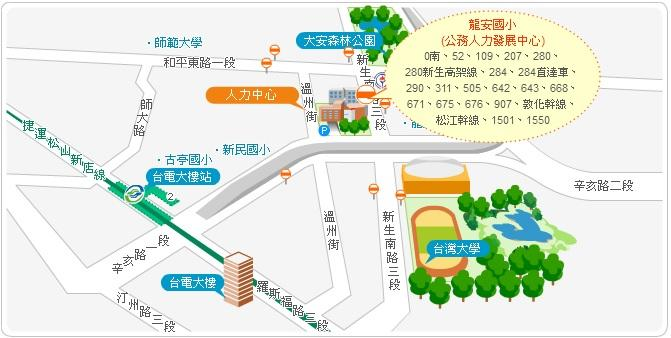 龍安國小
(公務人力發展中心)
0南、52、109、207、280、
280新生高架線、284、284直達車、
290、311、505、642、643、668、
671、675、676、907、敦化幹線、
松江幹線、1501、1550
大安森林公園
·師範大學
和平東路一段
師大路
人力中心
溫州街
新生南路三段
P
捷運松山新店線
·古亭國小
·新民國小
台電大樓站
辛亥路二段
辛亥路一段
溫州街
新生南路三段
台灣大學
台電大樓
羅斯福路三段
汀州路三段